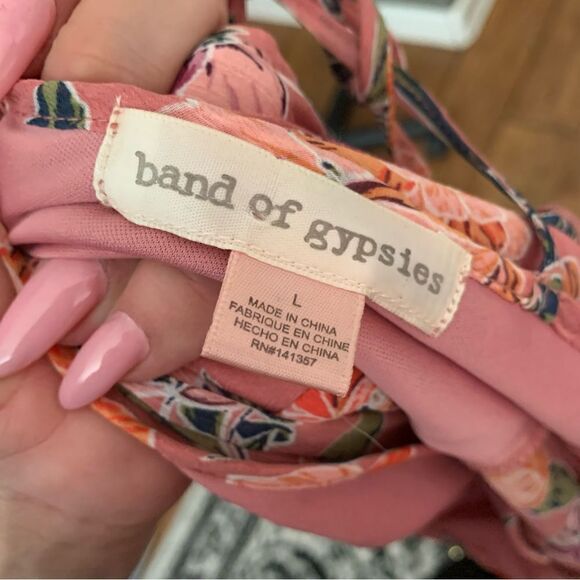 band of gypsies
L
MADE IN CHINA
FABRIQUE EN CHINE
HECHO EN CHINA
RN#141357